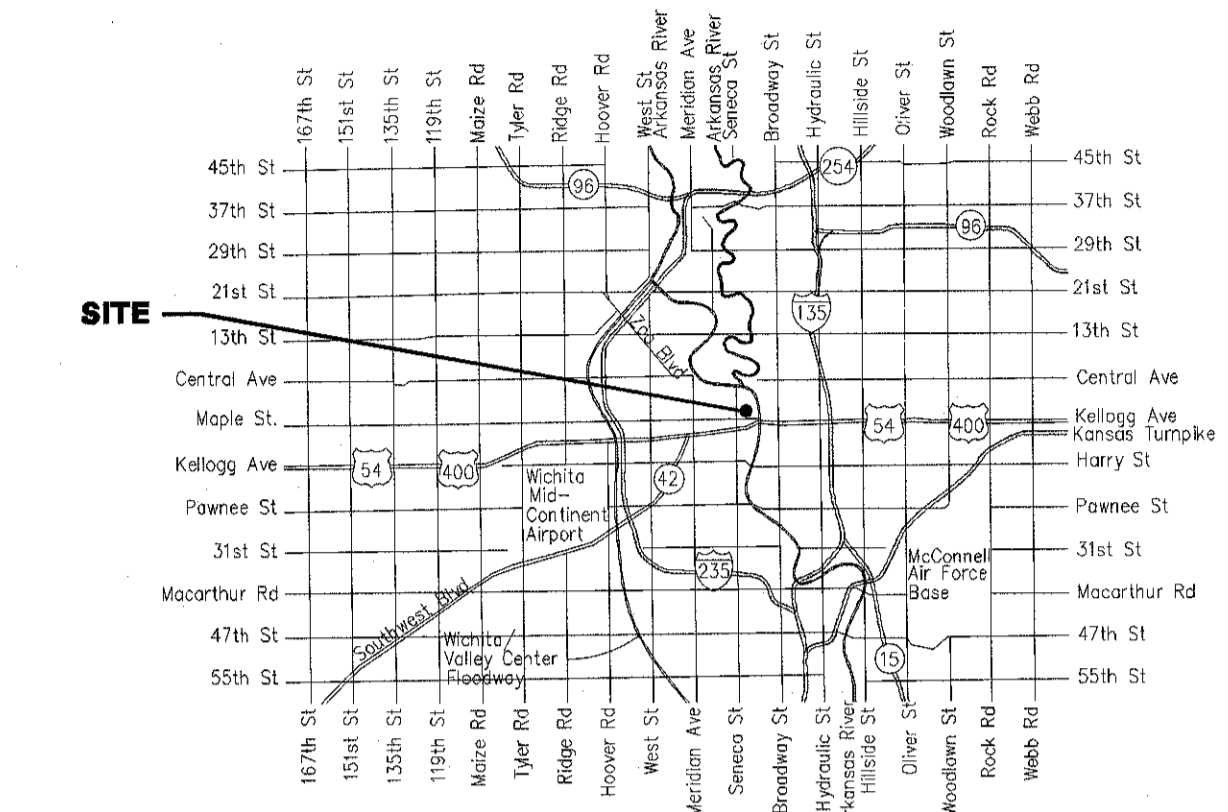 167th St
151st St
135th St
119th St
Maize Rd
Tyler Rd
Ridge Rd
Hoover Rd
West St
Arkansas River
Meridian Ave
Arkansas River
Seneca St
Broadway St
Hydraulic St
Hillside St
Oliver St
Woodlawn St
Rock Rd
Webb Rd
45th St
37th St
29th St
21st St
13th St
Central Ave
Maple St.
Kellogg Ave
Pawnee St
31st St
Macarthur Rd
47th St
55th St
SITE
96
254
96
135
Zoo Blvd
54
400
54
400
42
Wichita
Mid-
Continent
Airport
235
McConnell
Air Force
Base
Southwest Blvd
Wichita
Valley Center
Floodway
15
45th St
37th St
29th St
21st St
13th St
Central Ave
Kellogg Ave
Kansas Turnpike
Harry St
Pawnee St
31st St
Macarthur Rd
47th St
55th St
167th St
151st St
135th St
119th St
Maize Rd
Tyler Rd
Ridge Rd
Hoover Rd
West St
Meridian Ave
Seneca St
Broadway St
Hydraulic St
Arkansas River
Hillside St
Oliver St
Woodlawn St
Rock Rd
Webb Rd